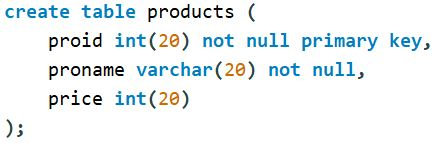 create table products (
    proid int(20) not null primary key,
    proname varchar(20) not null,
    price int(20)
);